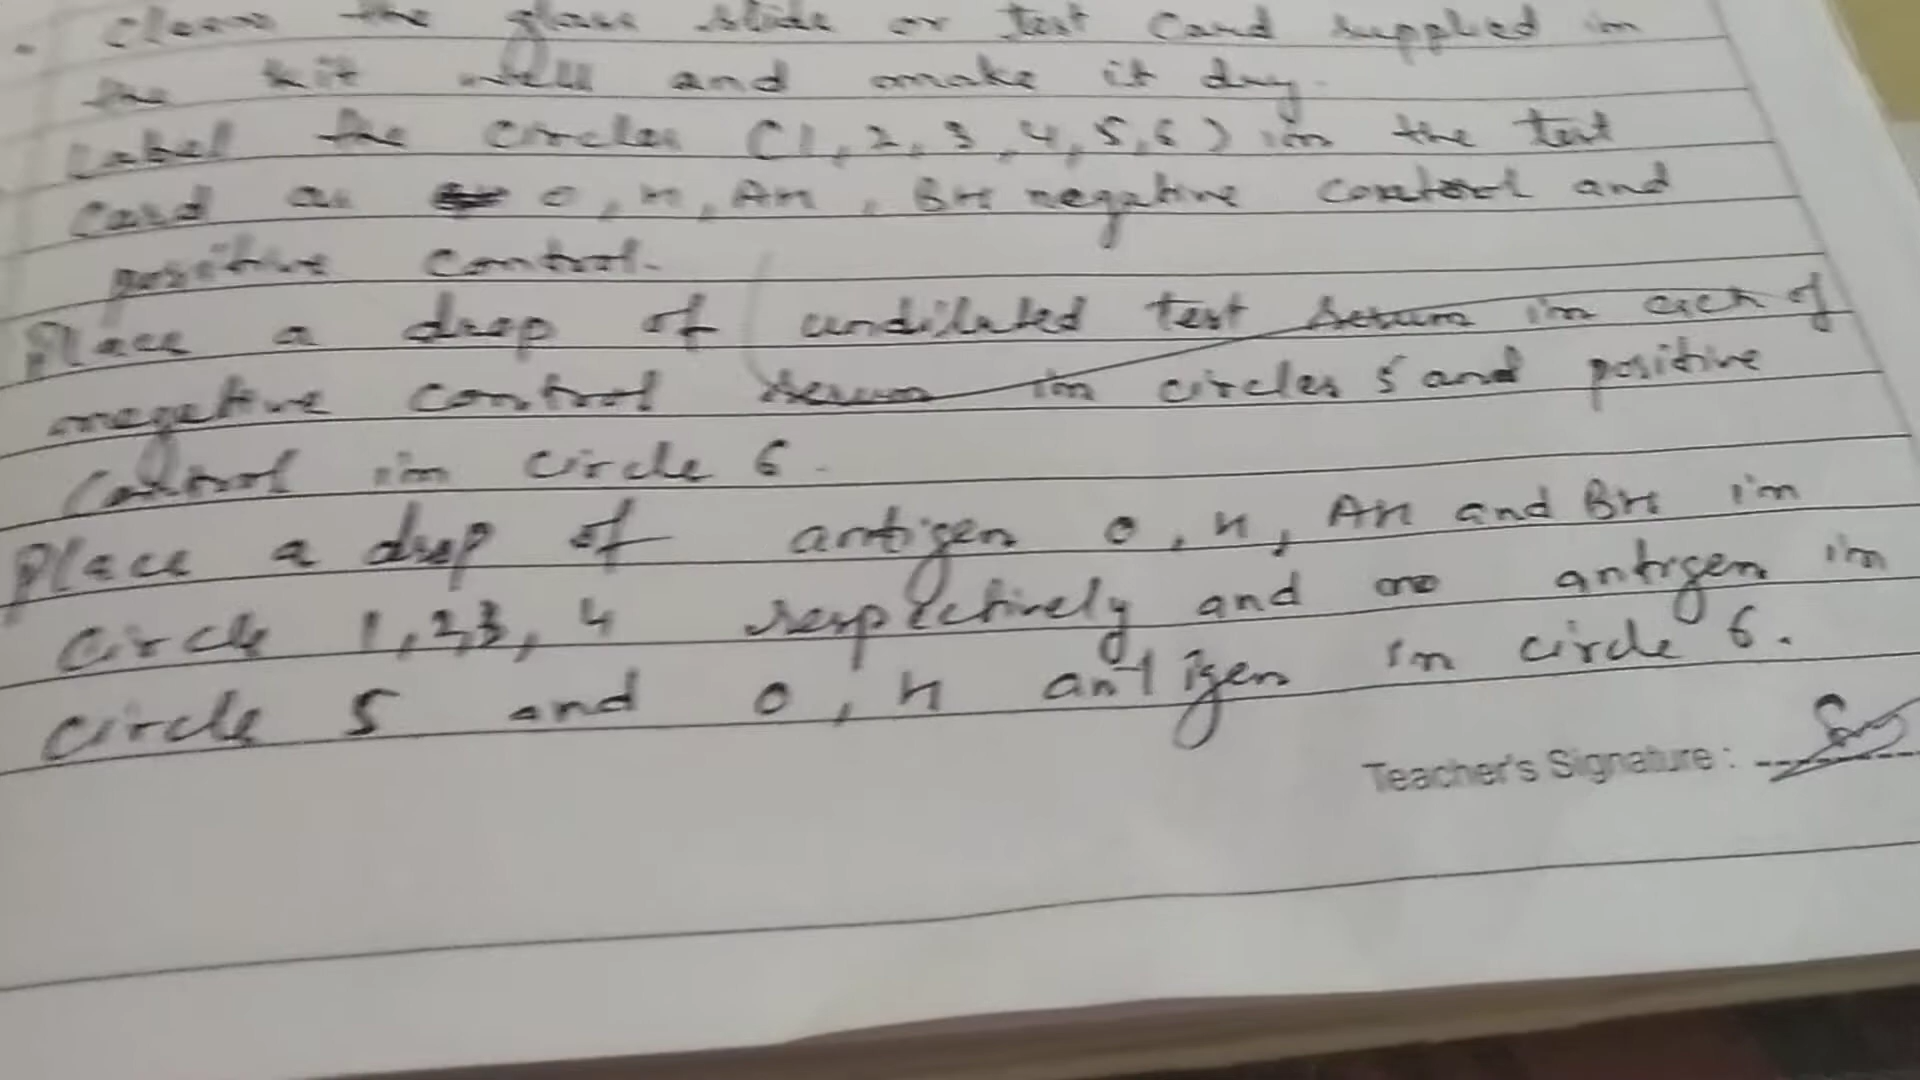 Clean the glass slide or test card supplied in
the kit well and make it dry.
Label the circles (1, 2, 3, 4, 5, 6) in the test
card as O, H, AH, BH negative control and
positive control.
Place a drop of undiluted test serum in each of
negative control serum in circles 5 and positive
Control in circle 6.
Place a drop of antigen O, H, AH and BH in
circle 1, 2, 3, 4 respectively and no antigen in
circle 5 and O, H antigen in circle 6.
Teacher's Signature :